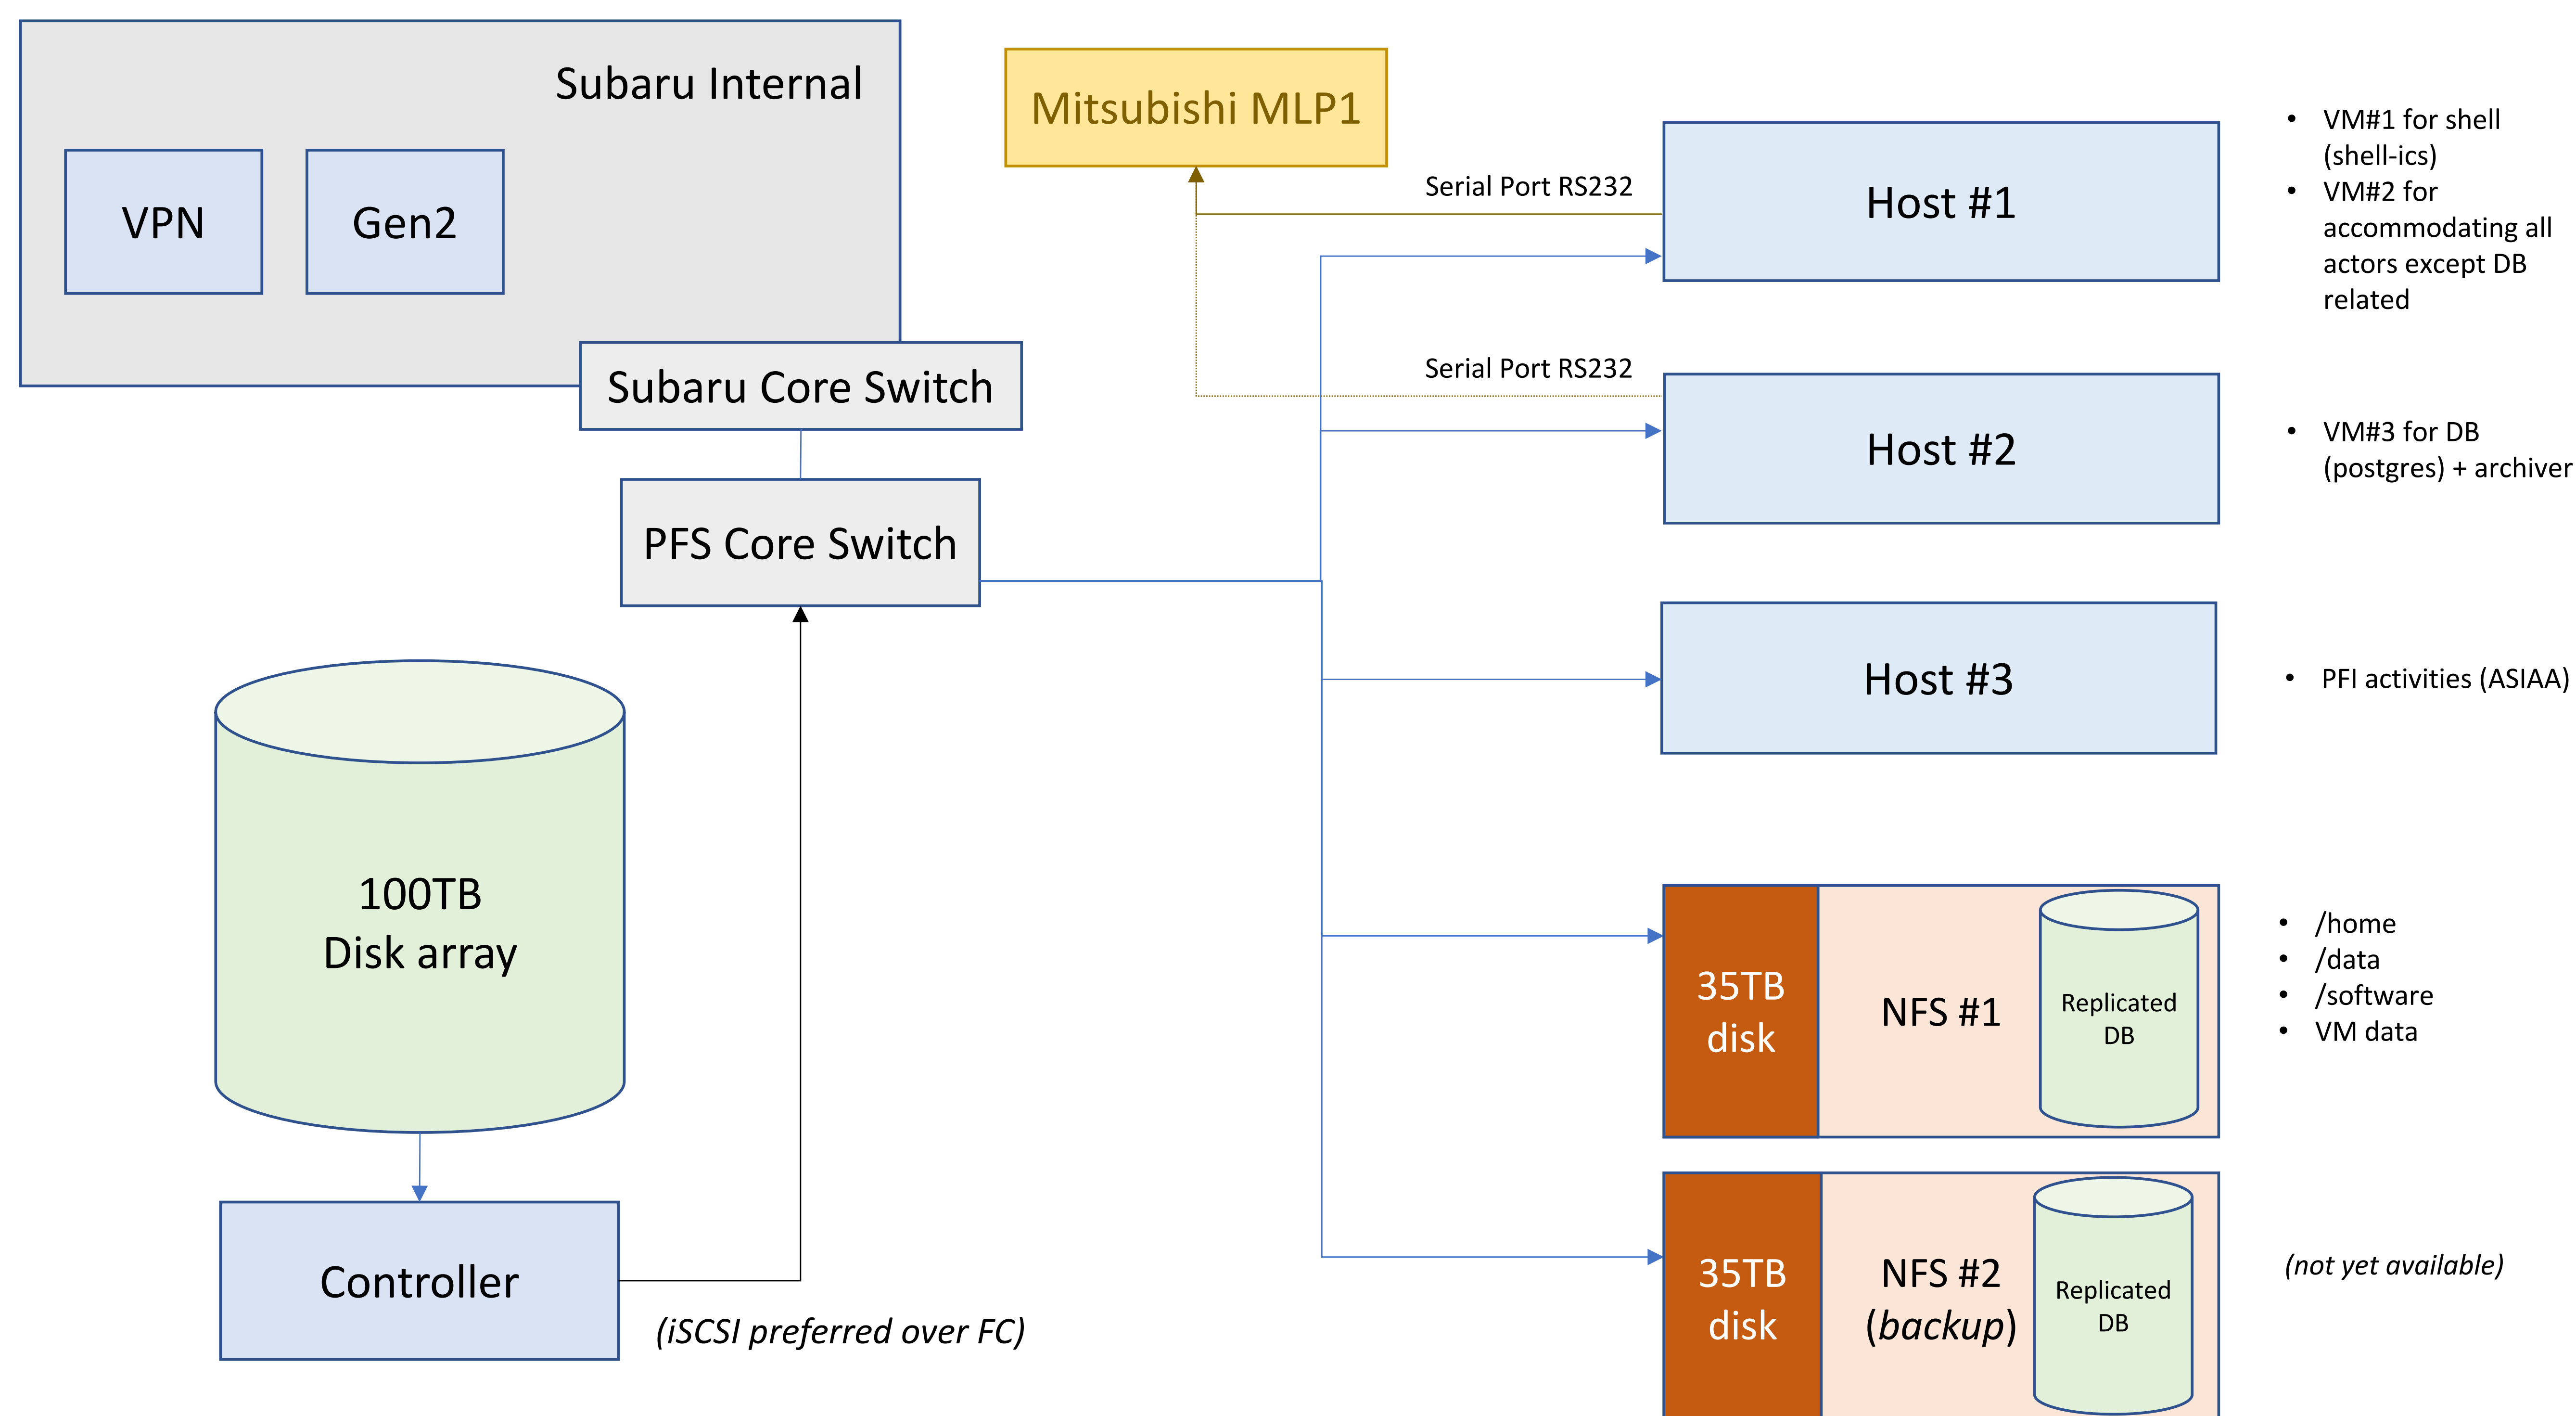 Subaru Internal
VPN
Gen2
Subaru Core Switch
PFS Core Switch
100TB
Disk array
Controller
(iSCSI preferred over FC)
Mitsubishi MLP1
Serial Port RS232
Host #1
• VM#1 for shell
(shell-ics)
• VM#2 for
accommodating all
actors except DB
related
Serial Port RS232
Host #2
• VM#3 for DB
(postgres) + archiver
Host #3
• PFI activities (ASIAA)
35TB
disk
NFS #1
Replicated
DB
• /home
• /data
• /software
• VM data
35TB
disk
NFS #2
(backup)
Replicated
DB
(not yet available)